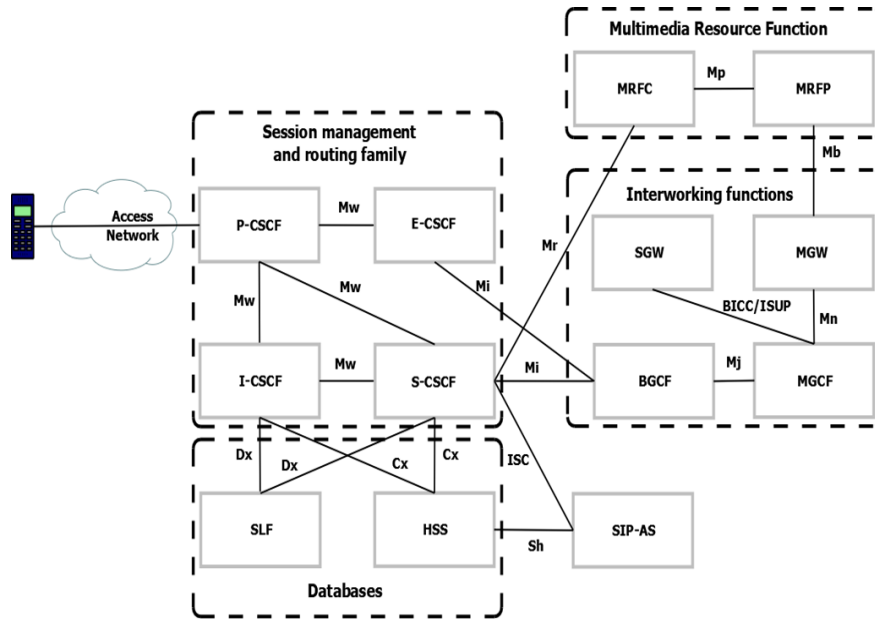 Multimedia Resource Function
MRFC
Mp
MRFP
Session management
and routing family
Mb
Interworking functions
Access
Network
P-CSCF
Mw
E-CSCF
Mr
SGW
MGW
Mw
Mw
Mi
BICC/ISUP
Mn
I-CSCF
Mw
S-CSCF
Mi
BGCF
Mj
MGCF
Dx
Dx
Cx
Cx
ISC
SLF
HSS
Sh
SIP-AS
Databases